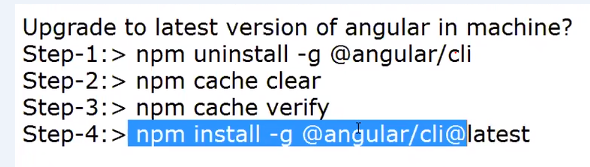 Upgrade to latest version of angular in machine?
Step-1:> npm uninstall -g @angular/cli
Step-2:> npm cache clear
Step-3:> npm cache verify
Step-4:> npm install -g @angular/cli@latest